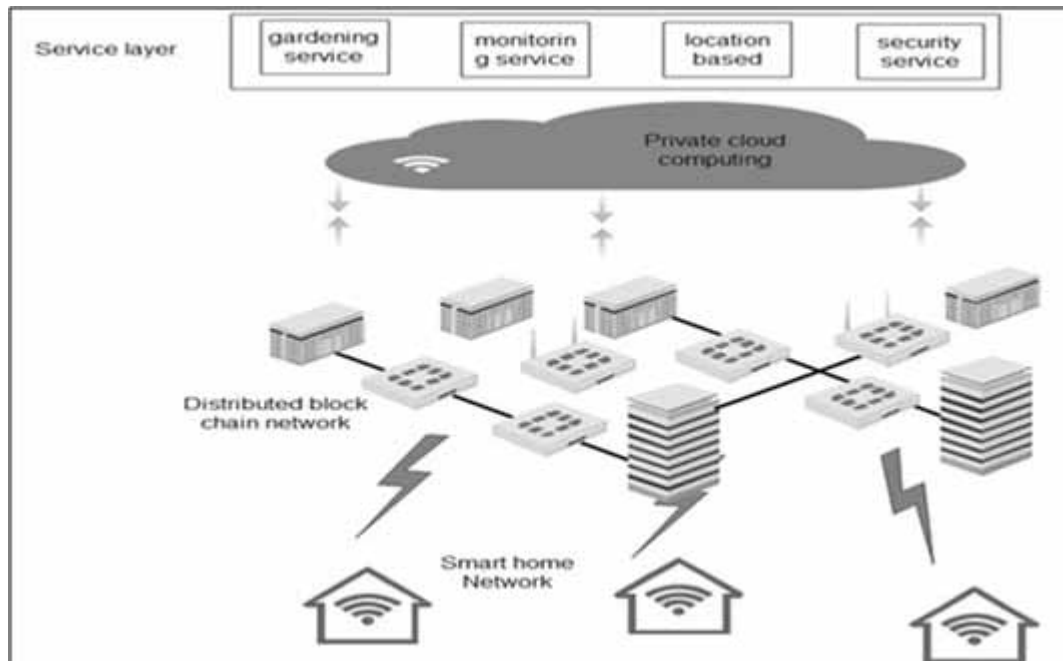 Service layer
gardening
service
monitorin
g service
location
based
security
service
Private cloud
computing
Distributed block
chain network
Smart home
Network